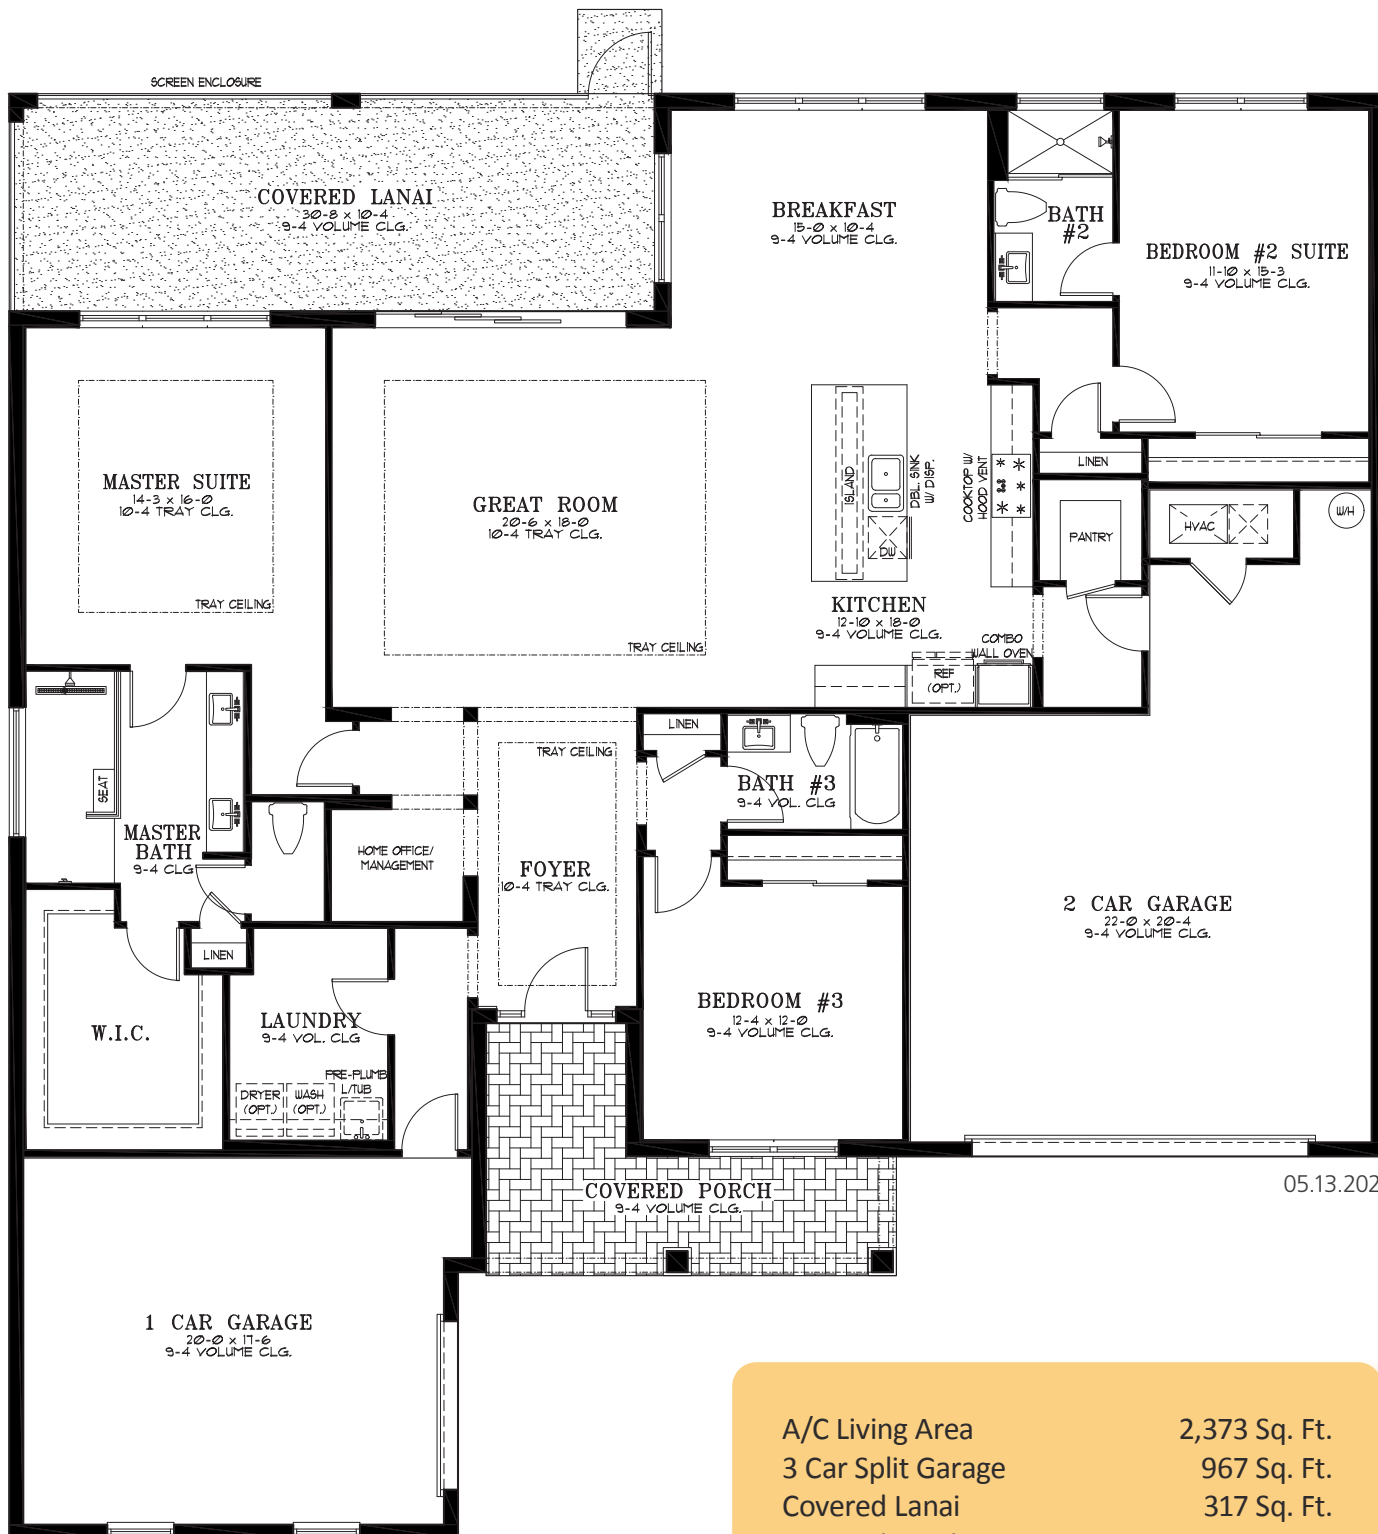 SCREEN ENCLOSURE
COVERED LANAI
30-8 x 10-4
9-4 VOLUME CLG.
BREAKFAST
15-0 x 10-4
9-4 VOLUME CLG.
BATH
#2
BEDROOM #2 SUITE
11-10 x 15-3
9-4 VOLUME CLG.
MASTER SUITE
14-3 x 16-0
10-4 TRAY CLG.
TRAY CEILING
GREAT ROOM
20-6 x 18-0
10-4 TRAY CLG.
TRAY CEILING
ISLAND
DBL. SINK
W/ DISP.
DW
COOKTOP W/
HOOD VENT
LINEN
PANTRY
HVAC
W/H
KITCHEN
12-10 x 18-0
9-4 VOLUME CLG.
COMBO
WALL OVEN
REF
(OPT.)
SEAT
MASTER
BATH
9-4 CLG
HOME OFFICE/
MANAGEMENT
TRAY CEILING
FOYER
10-4 TRAY CLG.
LINEN
BATH #3
9-4 VOL. CLG
2 CAR GARAGE
22-0 x 20-4
9-4 VOLUME CLG.
LINEN
W.I.C.
LAUNDRY
9-4 VOL. CLG
PRE-PLUMB
L/TUB
DRYER
(OPT.)
WASH
(OPT.)
BEDROOM #3
12-4 x 12-0
9-4 VOLUME CLG.
COVERED PORCH
9-4 VOLUME CLG.
05.13.202
1 CAR GARAGE
20-0 x 17-6
9-4 VOLUME CLG.
A/C Living Area 2,373 Sq. Ft.
3 Car Split Garage 967 Sq. Ft.
Covered Lanai 317 Sq. Ft.